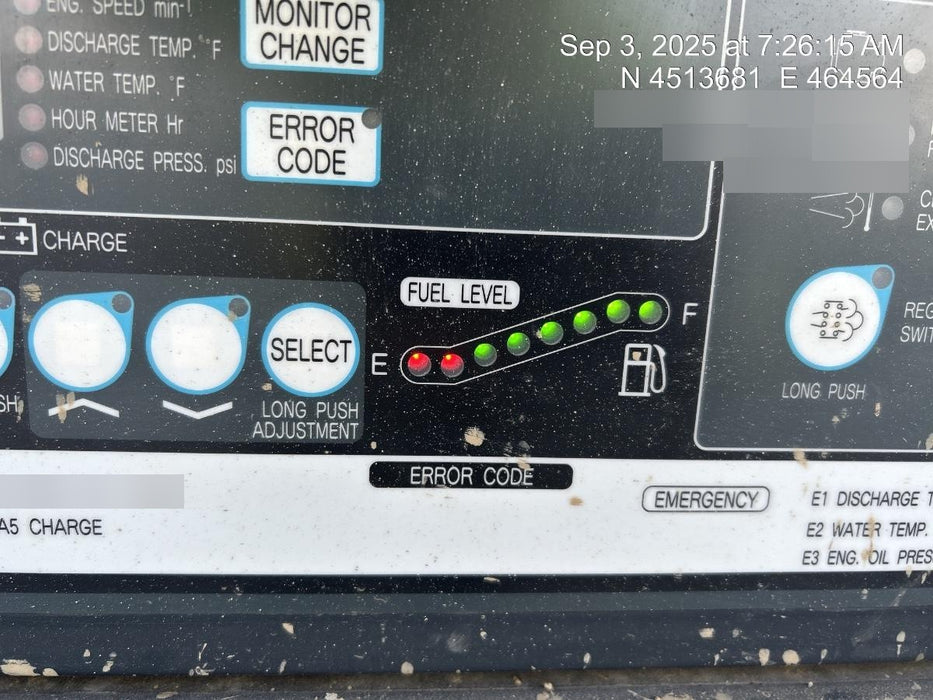 ENG. SPEED min-¹
DISCHARGE TEMP. °F
WATER TEMP. °F
HOUR METER Hr
DISCHARGE PRESS. psi
MONITOR
CHANGE
ERROR
CODE
Sep 3, 2025 at 7:26:15 AM
N 4513681 E 464564
CHARGE
FUEL LEVEL
E
F
SELECT
LONG PUSH
ADJUSTMENT
LONG PUSH
ERROR CODE
EMERGENCY
A5 CHARGE
E1 DISCHARGE
E2 WATER TEMP.
E3 ENG. OIL